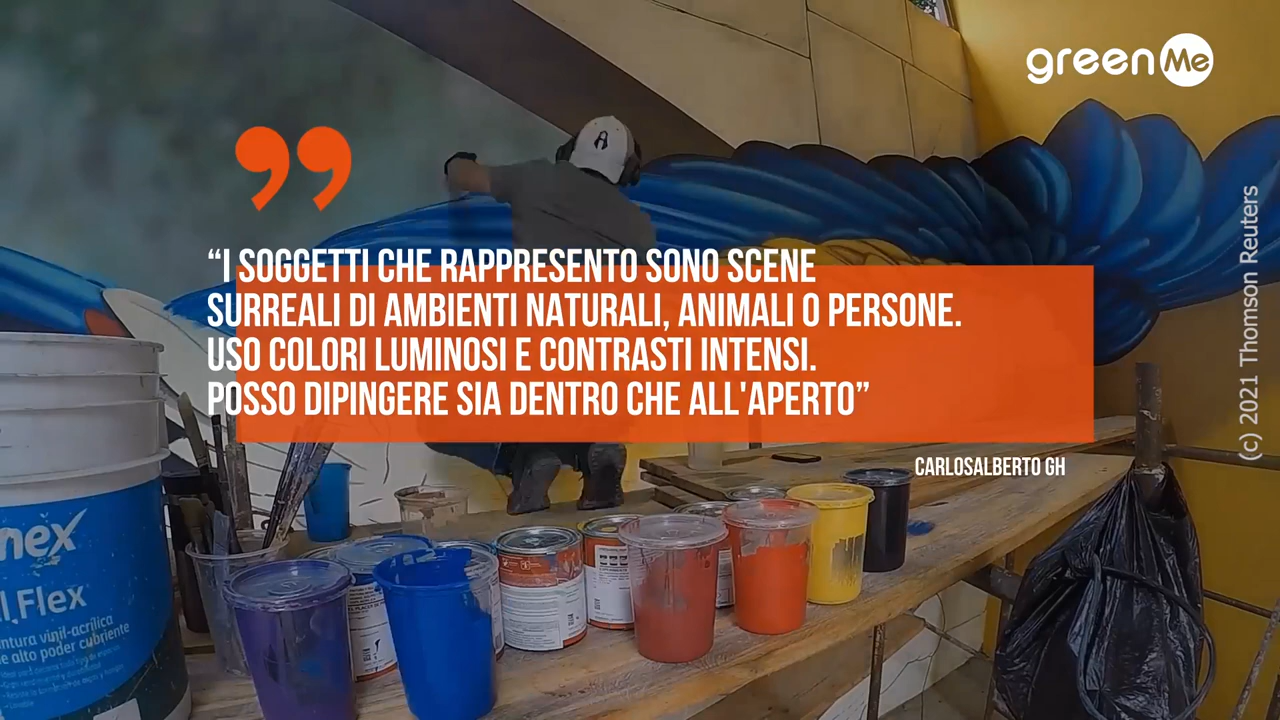 greenMe
“I SOGGETTI CHE RAPPRESENTO SONO SCENE
SURREALI DI AMBIENTI NATURALI, ANIMALI O PERSONE.
USO COLORI LUMINOSI E CONTRASTI INTENSI.
POSSO DIPINGERE SIA DENTRO CHE ALL'APERTO”
CARLOSALBERTO GH
(c) 2021 Thomson Reuters
nex
l Flex
ntura vinil-acrílica
e alto poder cubriente